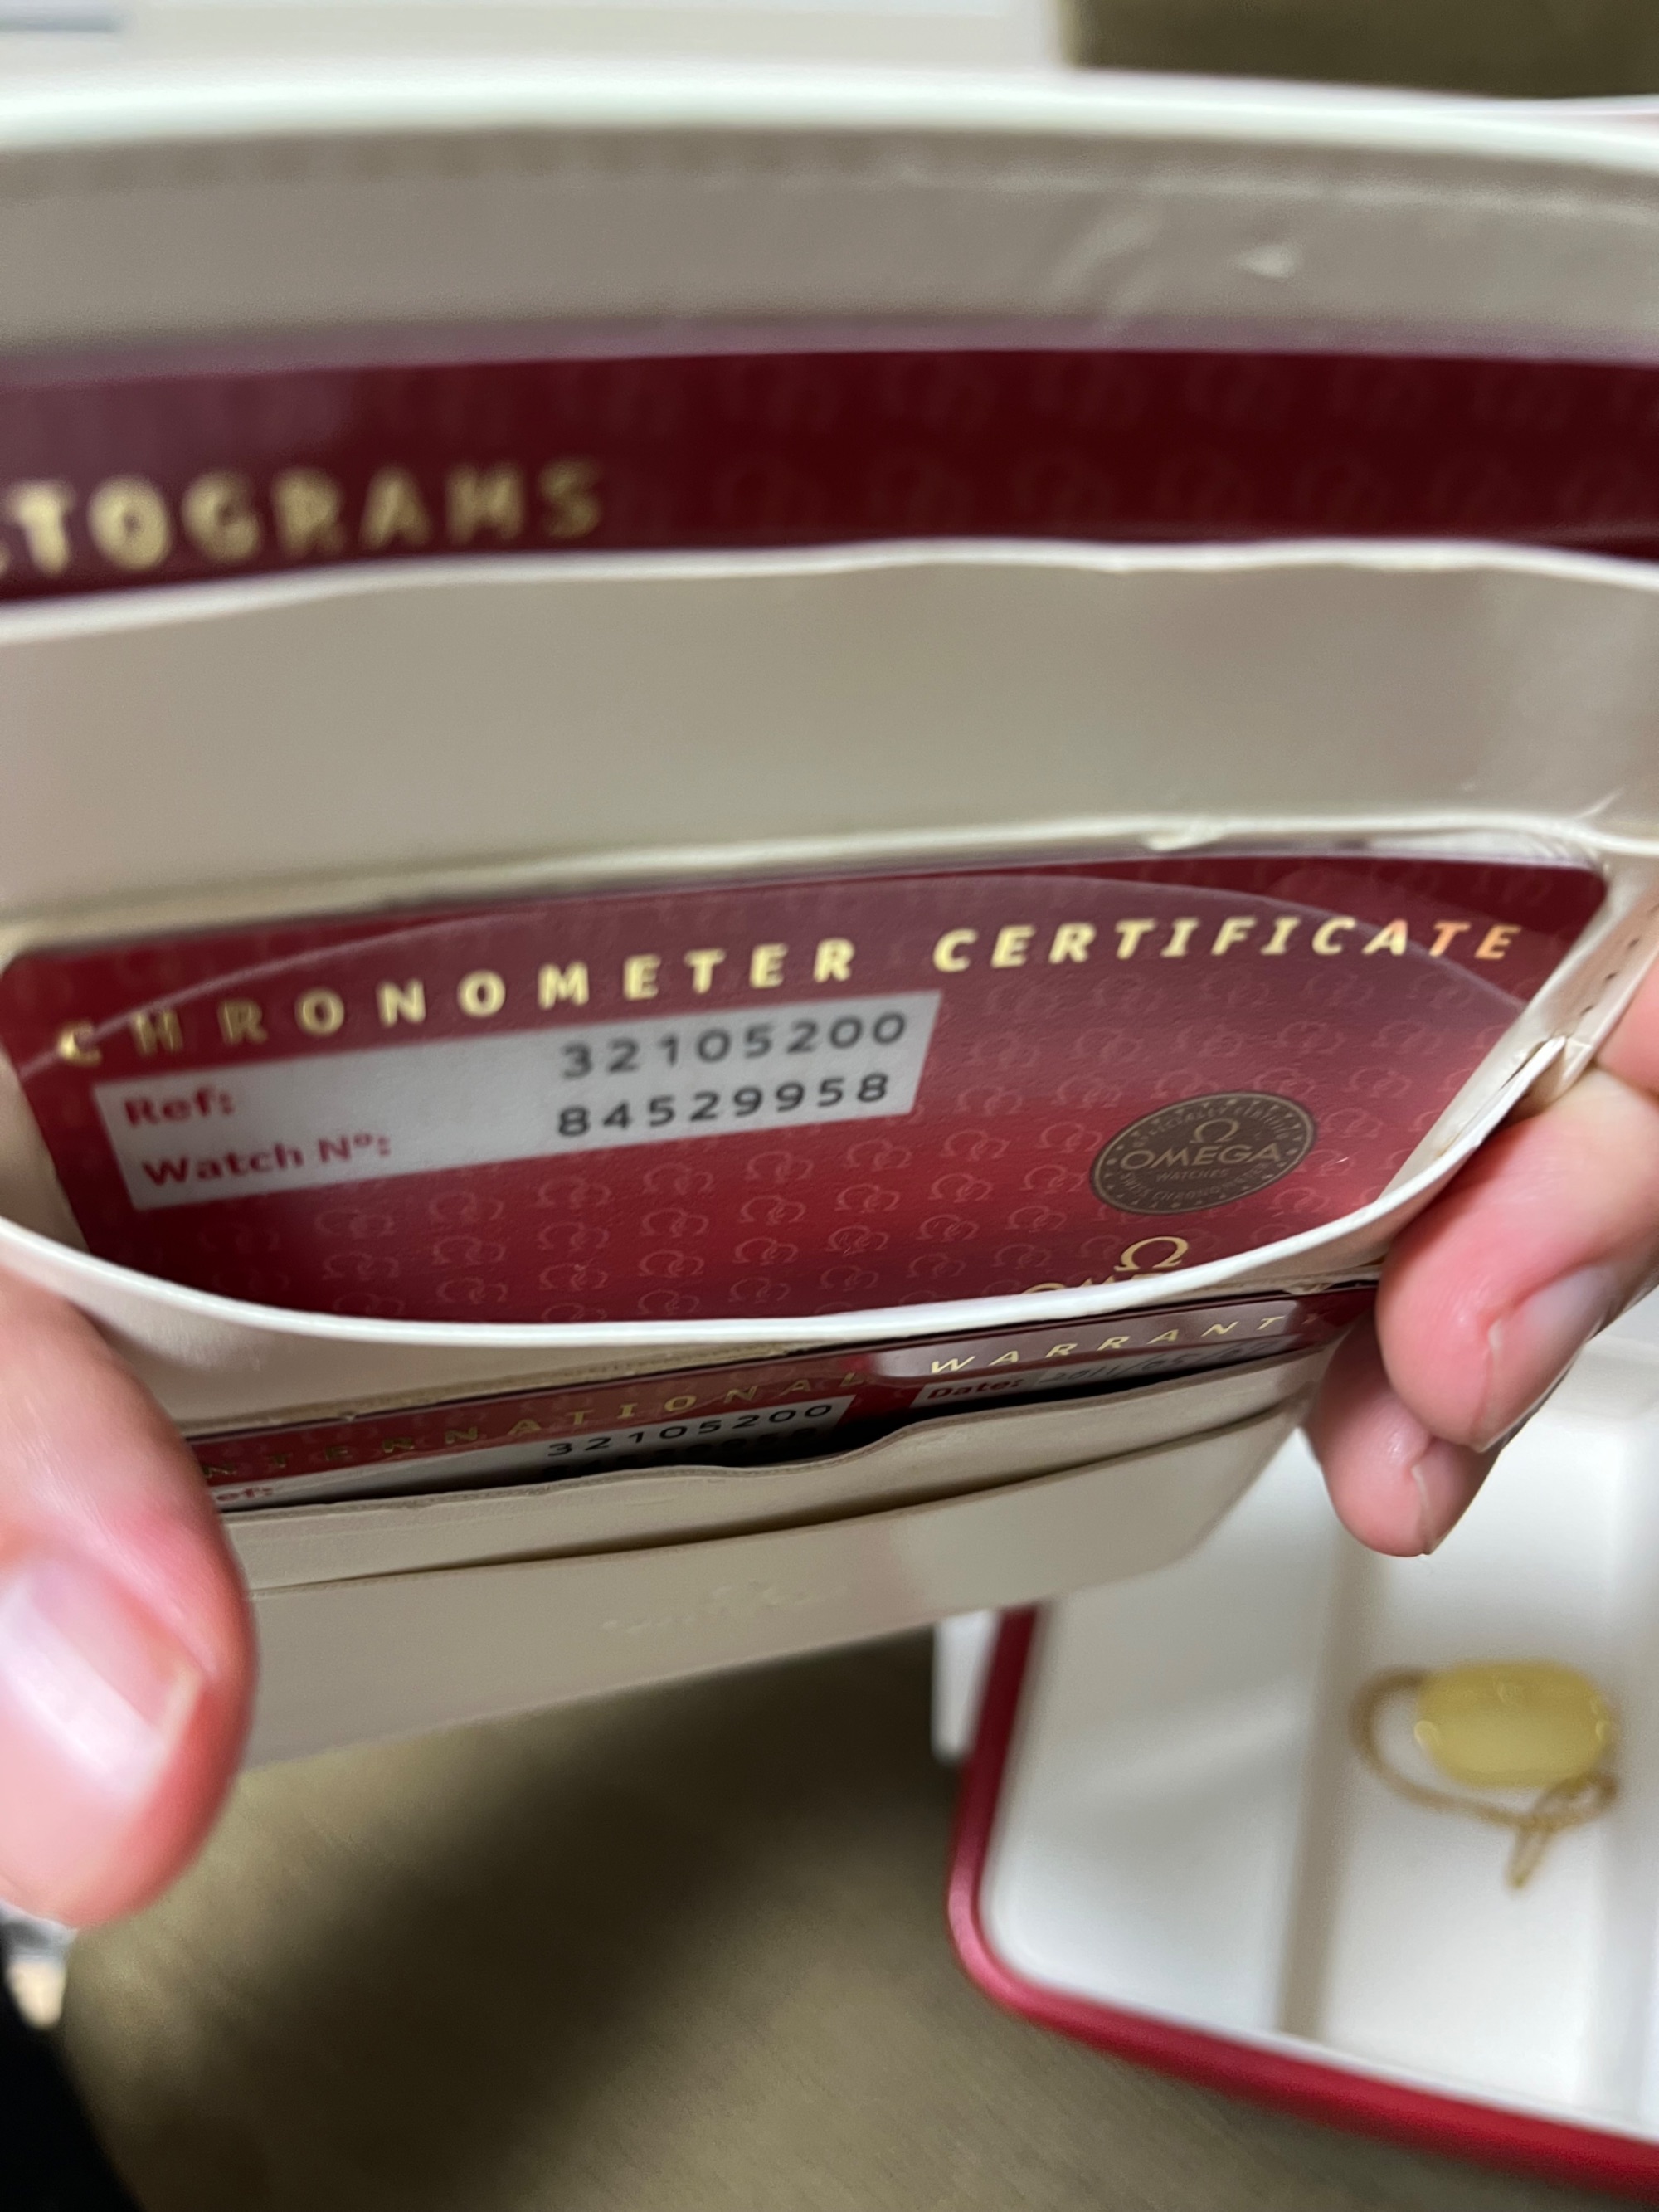 TOGRAMS
CHRONOMETER CERTIFICATE
Ref: 32105200
Watch Nº: 84529958
Ω
OMEGA
WATCHES
Ω
INTERNATIONAL WARRANTY
32105200
Date: